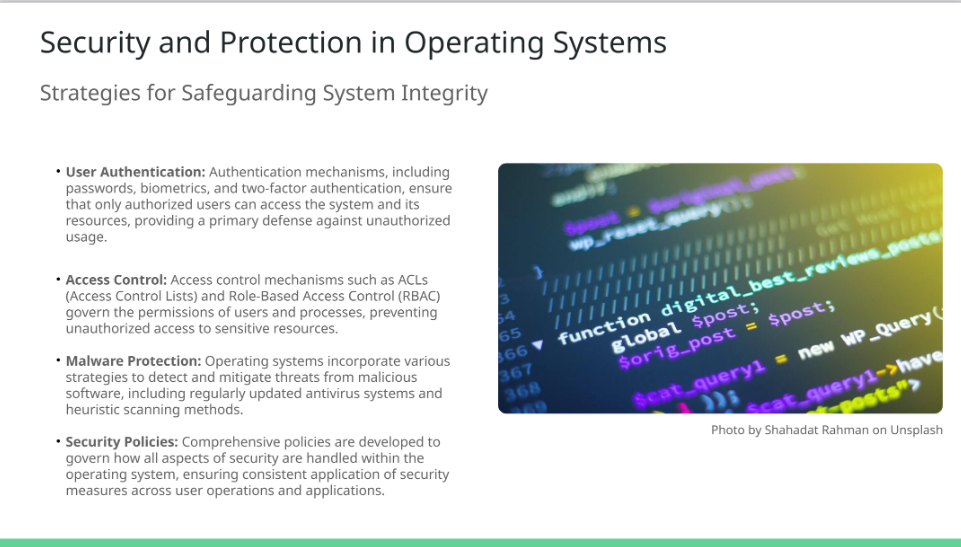 Security and Protection in Operating Systems
Strategies for Safeguarding System Integrity
• User Authentication: Authentication mechanisms, including
passwords, biometrics, and two-factor authentication, ensure
that only authorized users can access the system and its
resources, providing a primary defense against unauthorized
usage.
• Access Control: Access control mechanisms such as ACLs
(Access Control Lists) and Role-Based Access Control (RBAC)
govern the permissions of users and processes, preventing
unauthorized access to sensitive resources.
• Malware Protection: Operating systems incorporate various
strategies to detect and mitigate threats from malicious
software, including regularly updated antivirus systems and
heuristic scanning methods.
• Security Policies: Comprehensive policies are developed to
govern how all aspects of security are handled within the
operating system, ensuring consistent application of security
measures across user operations and applications.
$post = $original_post;
wp_reset_query();
}
function digital_best_reviews_posts
global $post;
$orig_post = $post;
$cat_query1 = new WP_Query(
366
367
368
369
$cat_query1->have
));
Photo by Shahadat Rahman on Unsplash